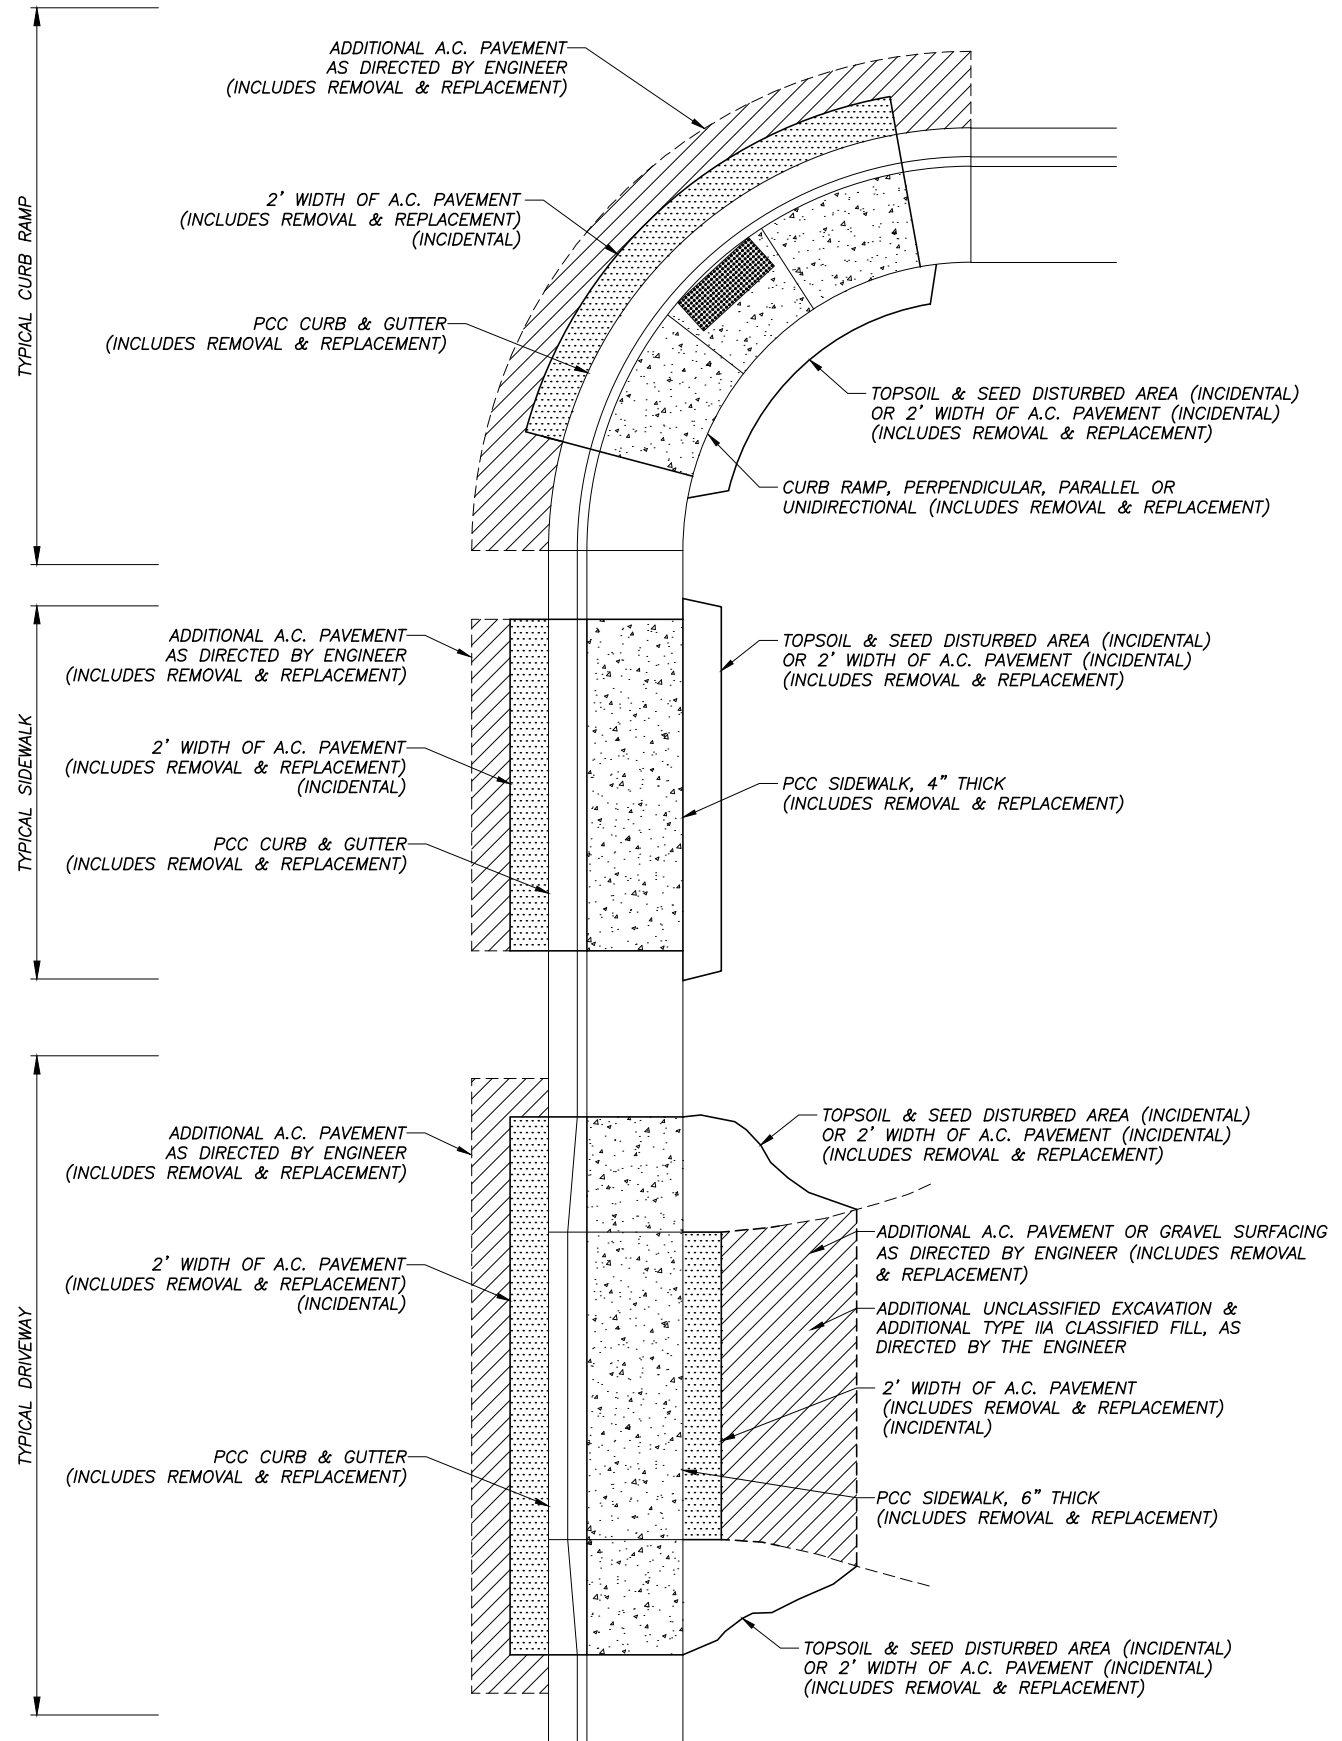 TYPICAL CURB RAMP
ADDITIONAL A.C. PAVEMENT
AS DIRECTED BY ENGINEER
(INCLUDES REMOVAL & REPLACEMENT)
2' WIDTH OF A.C. PAVEMENT
(INCLUDES REMOVAL & REPLACEMENT)
(INCIDENTAL)
PCC CURB & GUTTER
(INCLUDES REMOVAL & REPLACEMENT)
TOPSOIL & SEED DISTURBED AREA (INCIDENTAL)
OR 2' WIDTH OF A.C. PAVEMENT (INCIDENTAL)
(INCLUDES REMOVAL & REPLACEMENT)
CURB RAMP, PERPENDICULAR, PARALLEL OR
UNIDIRECTIONAL (INCLUDES REMOVAL & REPLACEMENT)
TYPICAL SIDEWALK
ADDITIONAL A.C. PAVEMENT
AS DIRECTED BY ENGINEER
(INCLUDES REMOVAL & REPLACEMENT)
2' WIDTH OF A.C. PAVEMENT
(INCLUDES REMOVAL & REPLACEMENT)
(INCIDENTAL)
PCC CURB & GUTTER
(INCLUDES REMOVAL & REPLACEMENT)
TOPSOIL & SEED DISTURBED AREA (INCIDENTAL)
OR 2' WIDTH OF A.C. PAVEMENT (INCIDENTAL)
(INCLUDES REMOVAL & REPLACEMENT)
PCC SIDEWALK, 4" THICK
(INCLUDES REMOVAL & REPLACEMENT)
TYPICAL DRIVEWAY
ADDITIONAL A.C. PAVEMENT
AS DIRECTED BY ENGINEER
(INCLUDES REMOVAL & REPLACEMENT)
2' WIDTH OF A.C. PAVEMENT
(INCLUDES REMOVAL & REPLACEMENT)
(INCIDENTAL)
PCC CURB & GUTTER
(INCLUDES REMOVAL & REPLACEMENT)
TOPSOIL & SEED DISTURBED AREA (INCIDENTAL)
OR 2' WIDTH OF A.C. PAVEMENT (INCIDENTAL)
(INCLUDES REMOVAL & REPLACEMENT)
ADDITIONAL A.C. PAVEMENT OR GRAVEL SURFACING
AS DIRECTED BY ENGINEER (INCLUDES REMOVAL
& REPLACEMENT)
ADDITIONAL UNCLASSIFIED EXCAVATION &
ADDITIONAL TYPE IIA CLASSIFIED FILL, AS
DIRECTED BY THE ENGINEER
2' WIDTH OF A.C. PAVEMENT
(INCLUDES REMOVAL & REPLACEMENT)
(INCIDENTAL)
PCC SIDEWALK, 6" THICK
(INCLUDES REMOVAL & REPLACEMENT)
TOPSOIL & SEED DISTURBED AREA (INCIDENTAL)
OR 2' WIDTH OF A.C. PAVEMENT (INCIDENTAL)
(INCLUDES REMOVAL & REPLACEMENT)